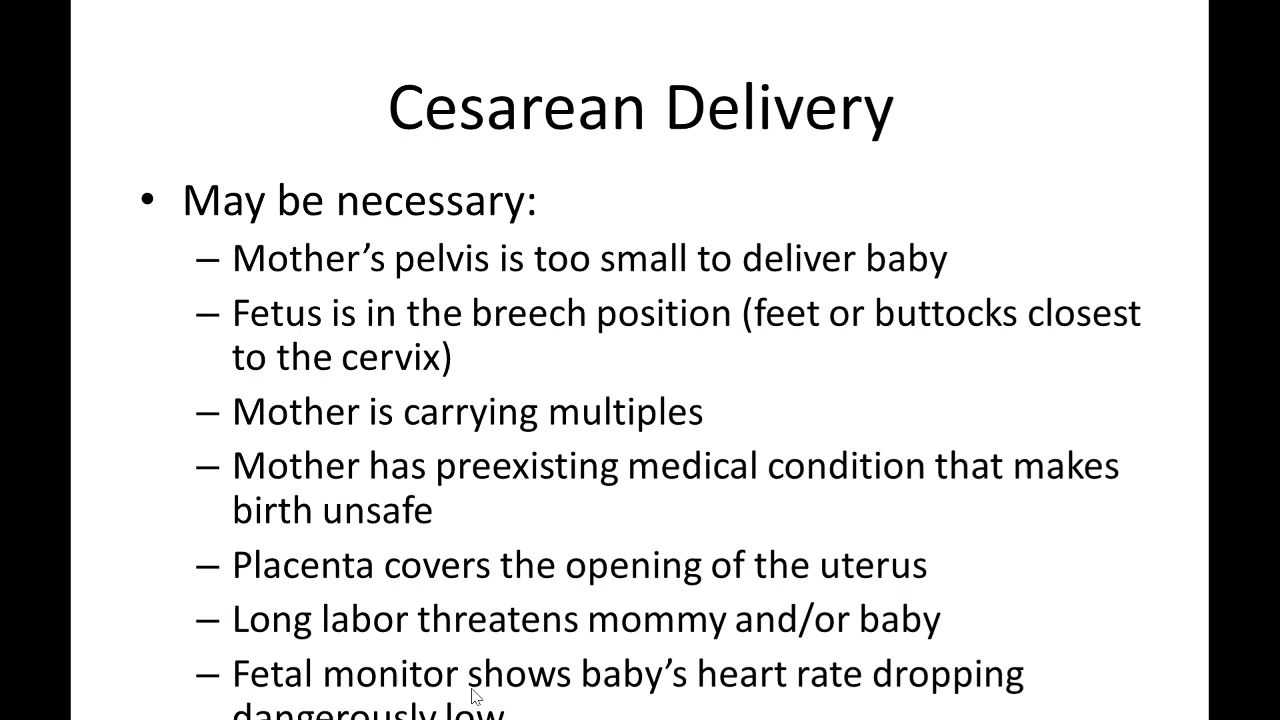 Cesarean Delivery
• May be necessary:
– Mother’s pelvis is too small to deliver baby
– Fetus is in the breech position (feet or buttocks closest
to the cervix)
– Mother is carrying multiples
– Mother has preexisting medical condition that makes
birth unsafe
– Placenta covers the opening of the uterus
– Long labor threatens mommy and/or baby
– Fetal monitor shows baby’s heart rate dropping
dangerously low